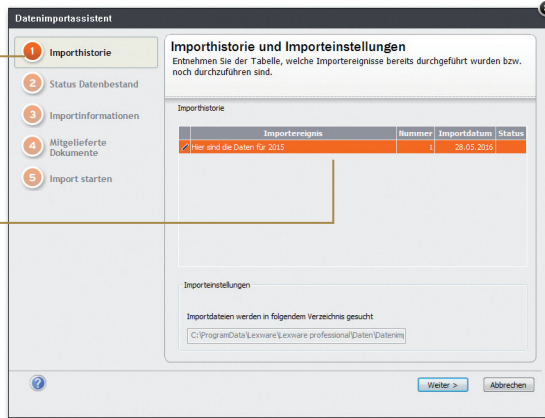 Datenimportassistent
1 Importhistorie
2 Status Datenbestand
3 Importinformationen
4 Mitgelieferte
Dokumente
5 Import starten
Importhistorie und Importeinstellungen
Entnehmen Sie der Tabelle, welche Importereignisse bereits durchgeführt wurden bzw.
noch durchzuführen sind.
Importhistorie
Importereignis Nummer Importdatum Status
Hier sind die Daten für 2015 1 28.05.2016
Importeinstellungen
Importdateien werden in folgendem Verzeichnis gesucht
C:\ProgramData\Lexware\Lexware professional\Daten\Datenimp
?
Weiter > Abbrechen